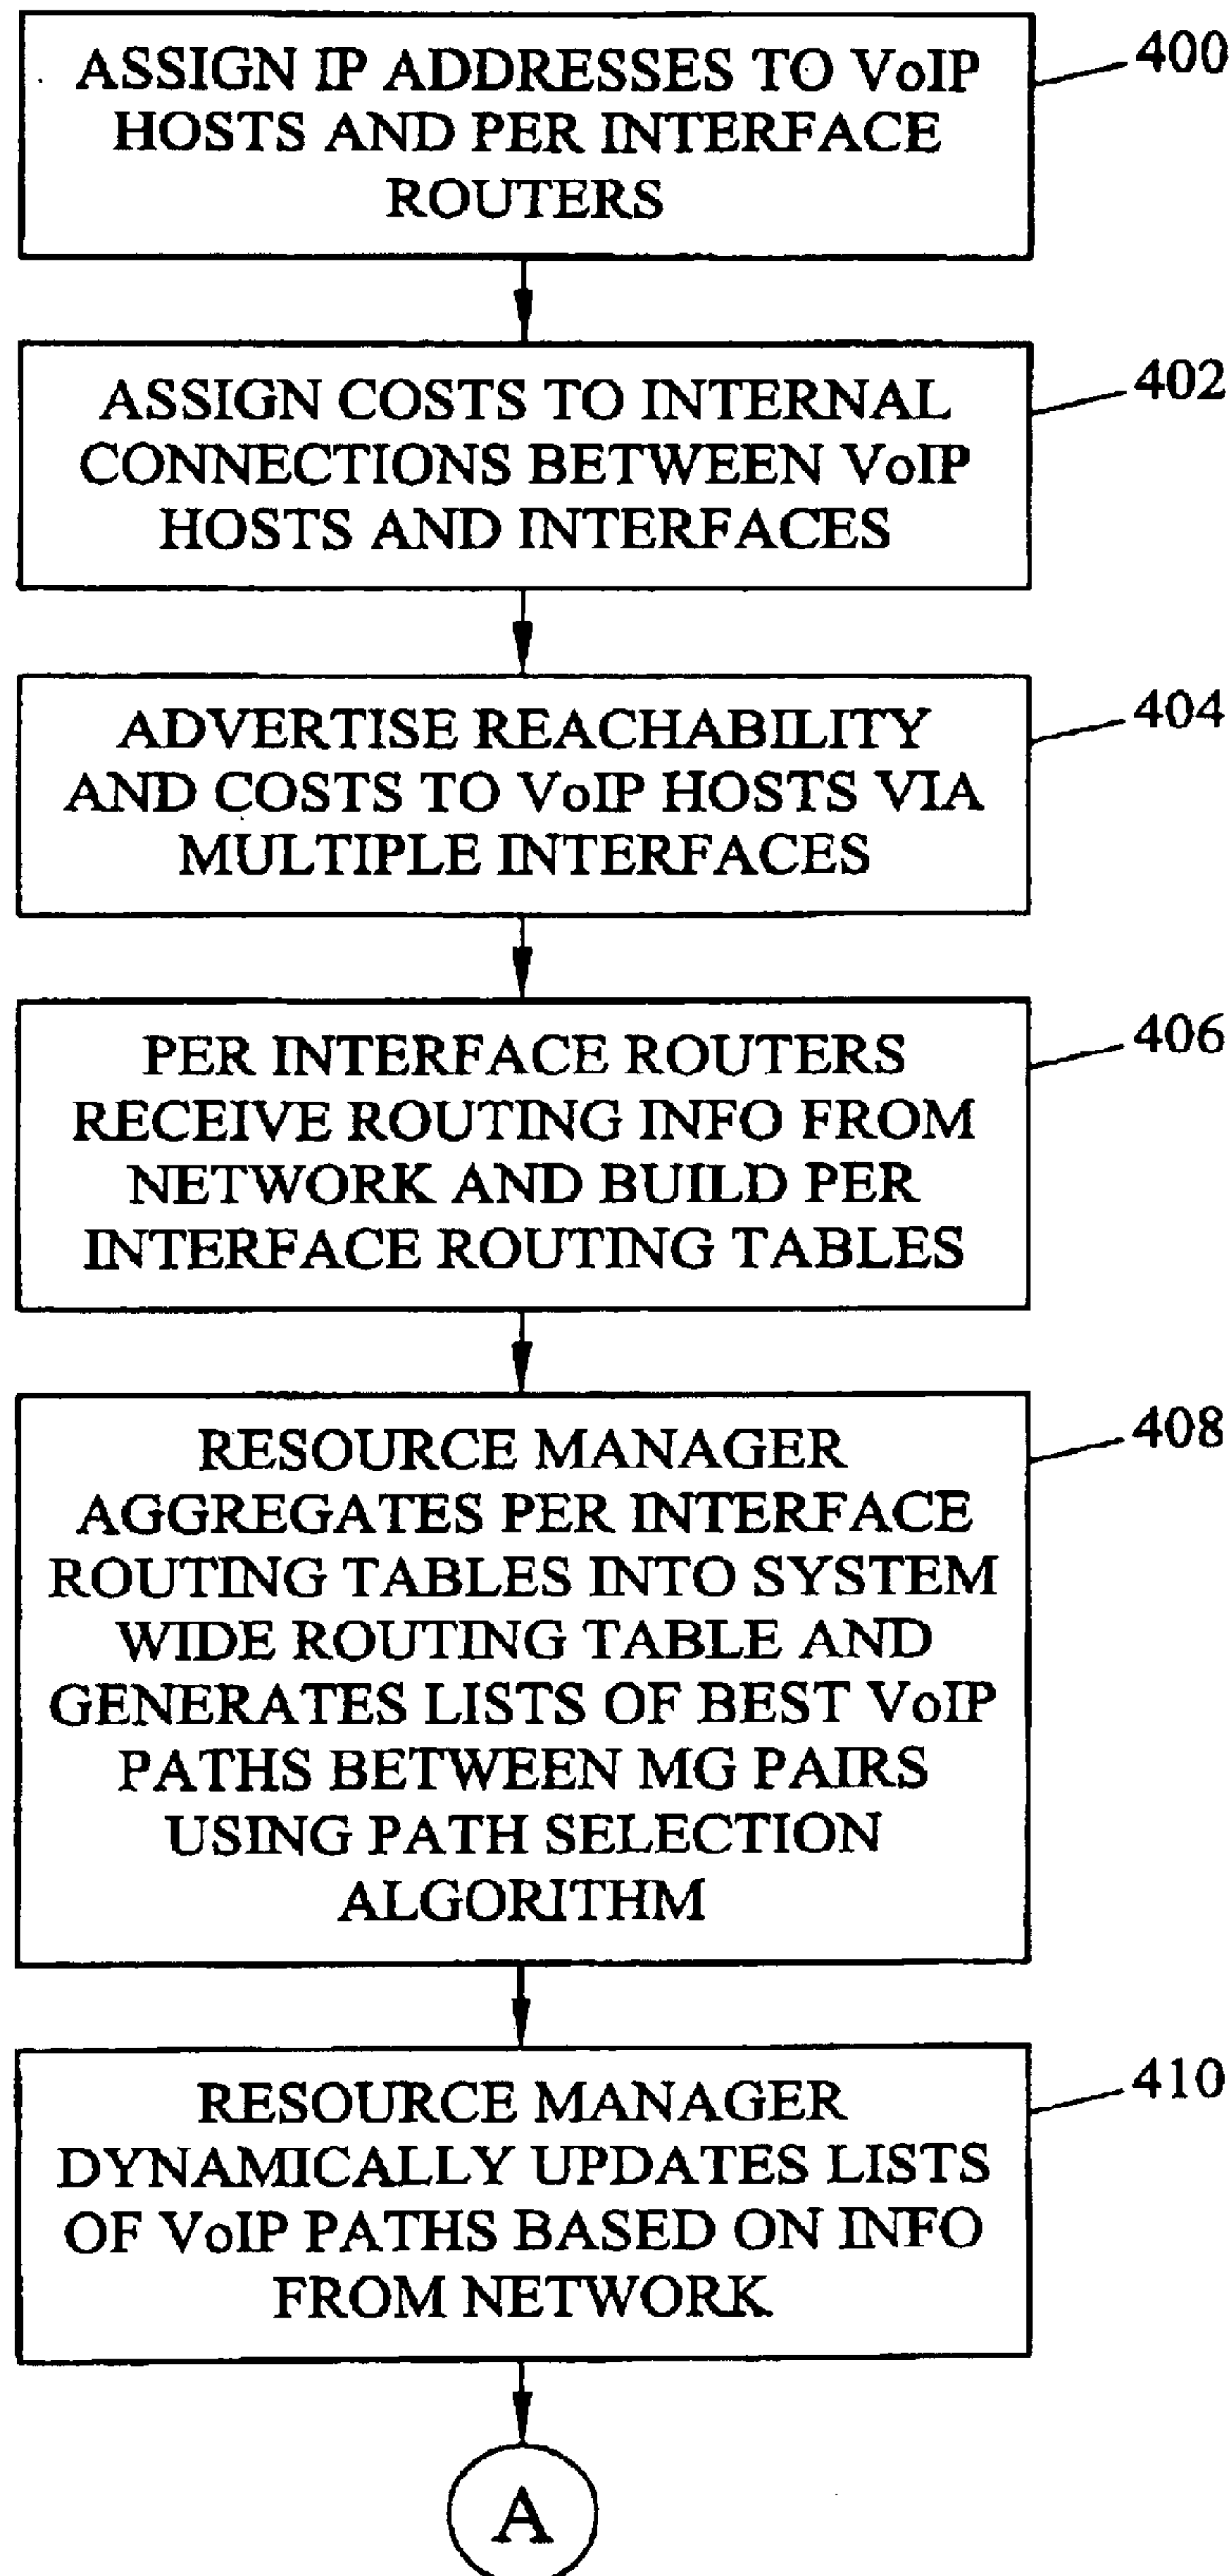 ASSIGN IP ADDRESSES TO VoIP
HOSTS AND PER INTERFACE
ROUTERS
400
ASSIGN COSTS TO INTERNAL
CONNECTIONS BETWEEN VoIP
HOSTS AND INTERFACES
402
ADVERTISE REACHABILITY
AND COSTS TO VoIP HOSTS VIA
MULTIPLE INTERFACES
404
PER INTERFACE ROUTERS
RECEIVE ROUTING INFO FROM
NETWORK AND BUILD PER
INTERFACE ROUTING TABLES
406
RESOURCE MANAGER
AGGREGATES PER INTERFACE
ROUTING TABLES INTO SYSTEM
WIDE ROUTING TABLE AND
GENERATES LISTS OF BEST VoIP
PATHS BETWEEN MG PAIRS
USING PATH SELECTION
ALGORITHM
408
RESOURCE MANAGER
DYNAMICALLY UPDATES LISTS
OF VoIP PATHS BASED ON INFO
FROM NETWORK
410
A